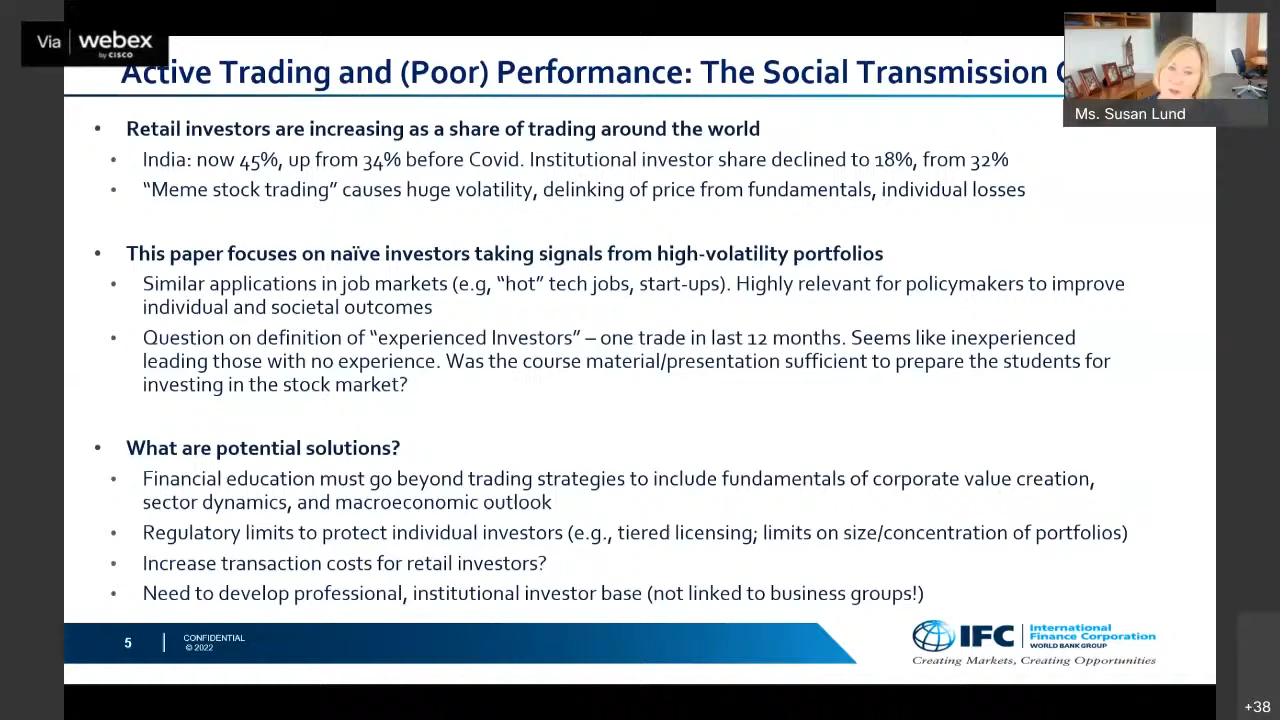 Via webex
by CISCO
Active Trading and (Poor) Performance: The Social Transmission
Ms. Susan Lund
• Retail investors are increasing as a share of trading around the world
• India: now 45%, up from 34% before Covid. Institutional investor share declined to 18%, from 32%
• “Meme stock trading” causes huge volatility, delinking of price from fundamentals, individual losses
• This paper focuses on naïve investors taking signals from high-volatility portfolios
• Similar applications in job markets (e.g, “hot” tech jobs, start-ups). Highly relevant for policymakers to improve
individual and societal outcomes
• Question on definition of “experienced Investors” – one trade in last 12 months. Seems like inexperienced
leading those with no experience. Was the course material/presentation sufficient to prepare the students for
investing in the stock market?
• What are potential solutions?
• Financial education must go beyond trading strategies to include fundamentals of corporate value creation,
sector dynamics, and macroeconomic outlook
• Regulatory limits to protect individual investors (e.g., tiered licensing; limits on size/concentration of portfolios)
• Increase transaction costs for retail investors?
• Need to develop professional, institutional investor base (not linked to business groups!)
5
CONFIDENTIAL
© 2022
IFC
International
Finance Corporation
WORLD BANK GROUP
Creating Markets, Creating Opportunities
+38